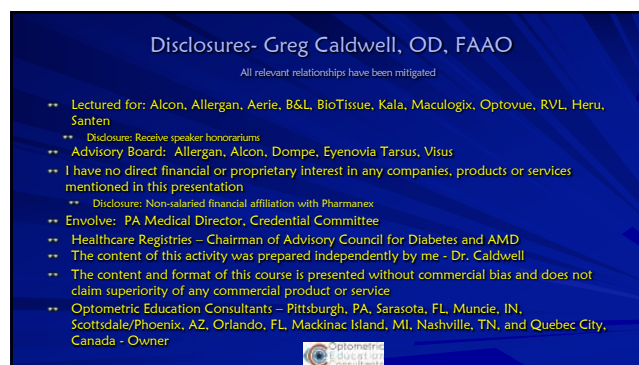 Disclosures- Greg Caldwell, OD, FAAO
All relevant relationships have been mitigated
Lectured for: Alcon, Allergan, Aerie, B&L, BioTissue, Kala, Maculogix, Optovue, RVL, Heru,
Santen
Disclosure: Receive speaker honorariums
Advisory Board: Allergan, Alcon, Dompe, Eyenovia Tarsus, Visus
I have no direct financial or proprietary interest in any companies, products or services
mentioned in this presentation
Disclosure: Non-salaried financial affiliation with Pharmanex
Envolve: PA Medical Director, Credential Committee
Healthcare Registries – Chairman of Advisory Council for Diabetes and AMD
The content of this activity was prepared independently by me - Dr. Caldwell
The content and format of this course is presented without commercial bias and does not
claim superiority of any commercial product or service
Optometric Education Consultants – Pittsburgh, PA, Sarasota, FL, Muncie, IN,
Scottsdale/Phoenix, AZ, Orlando, FL, Mackinac Island, MI, Nashville, TN, and Quebec City,
Canada - Owner
Optometric
Education
Consultants